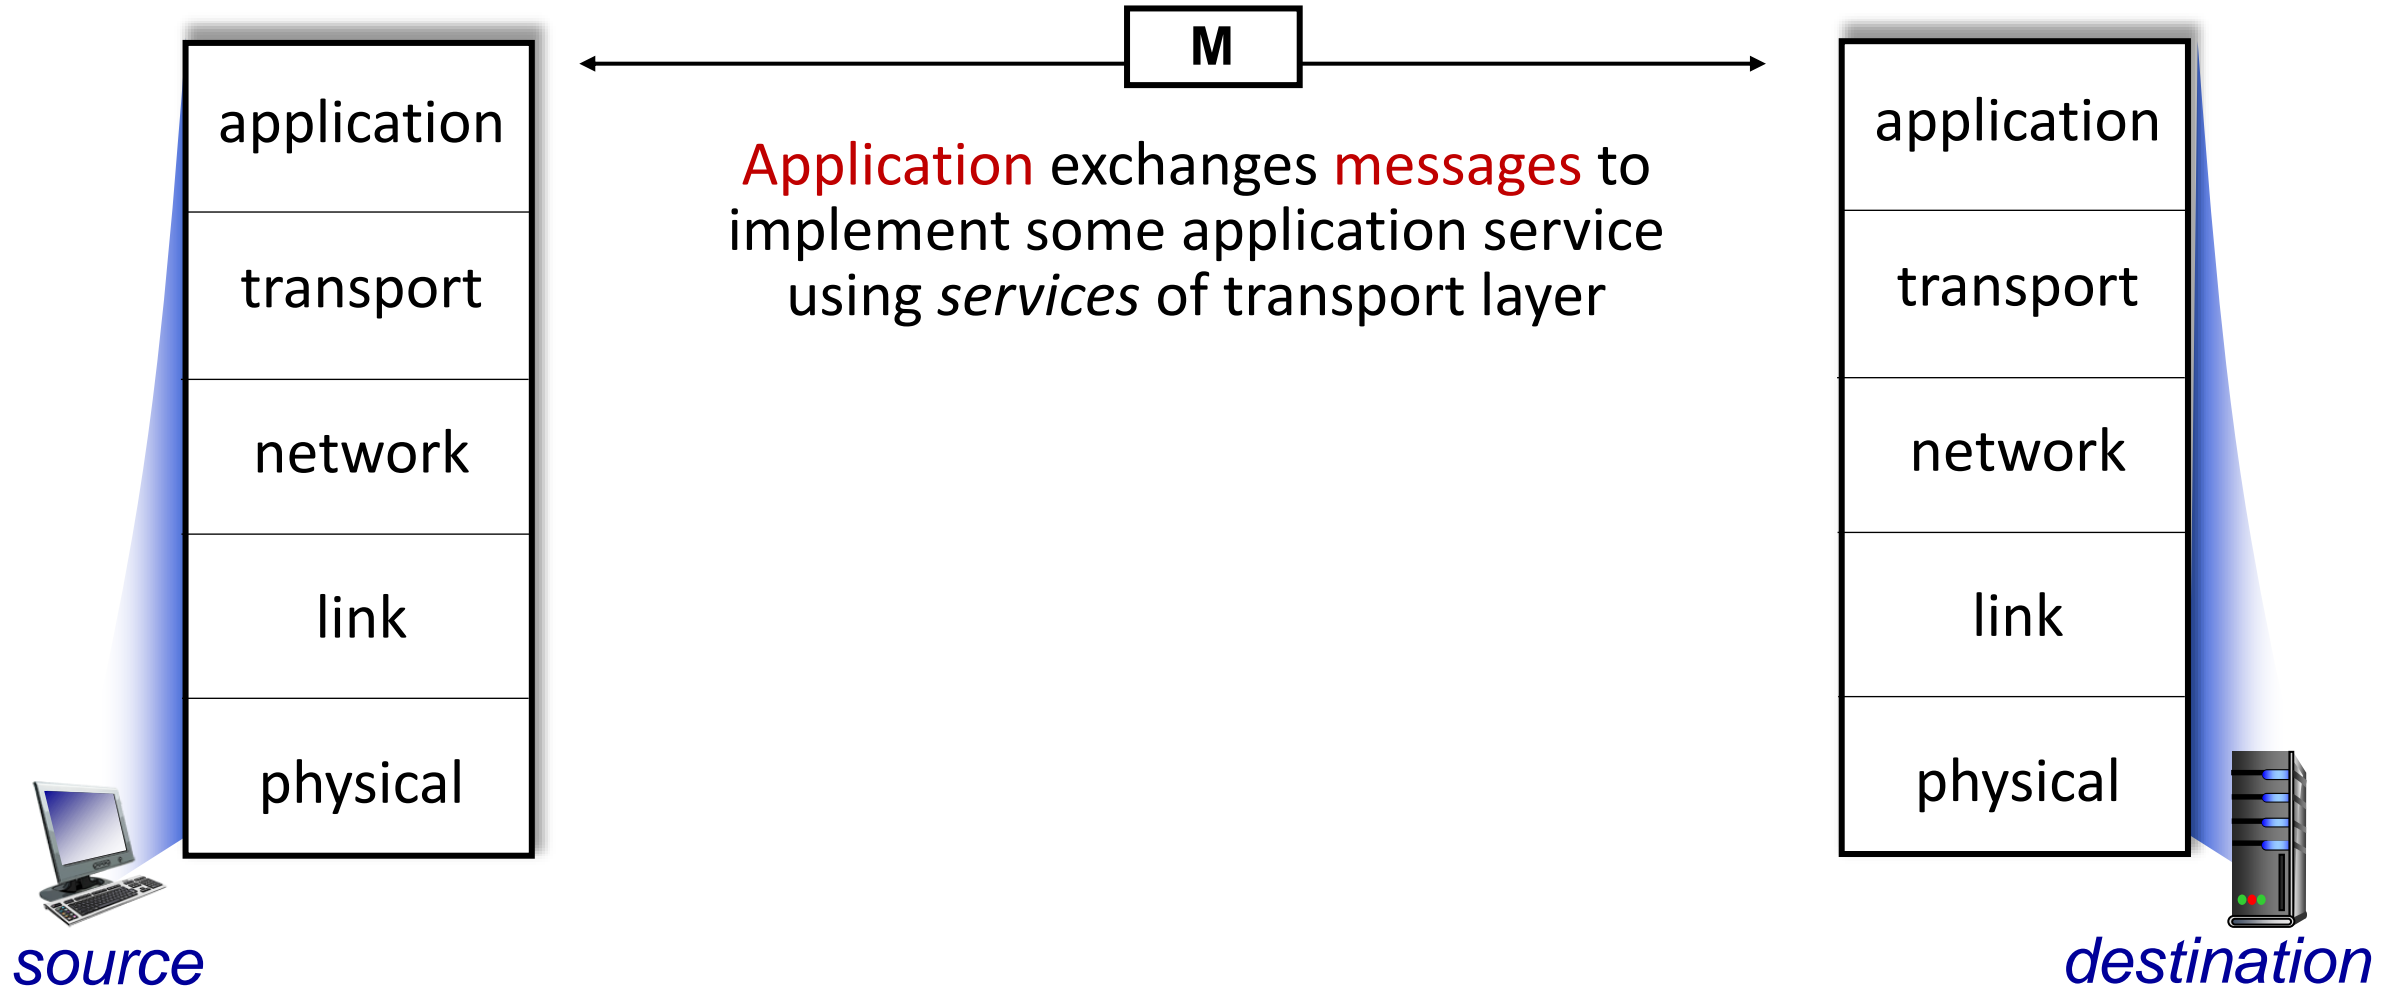 M
application
transport
network
link
physical
source
Application exchanges messages to
implement some application service
using services of transport layer
application
transport
network
link
physical
destination